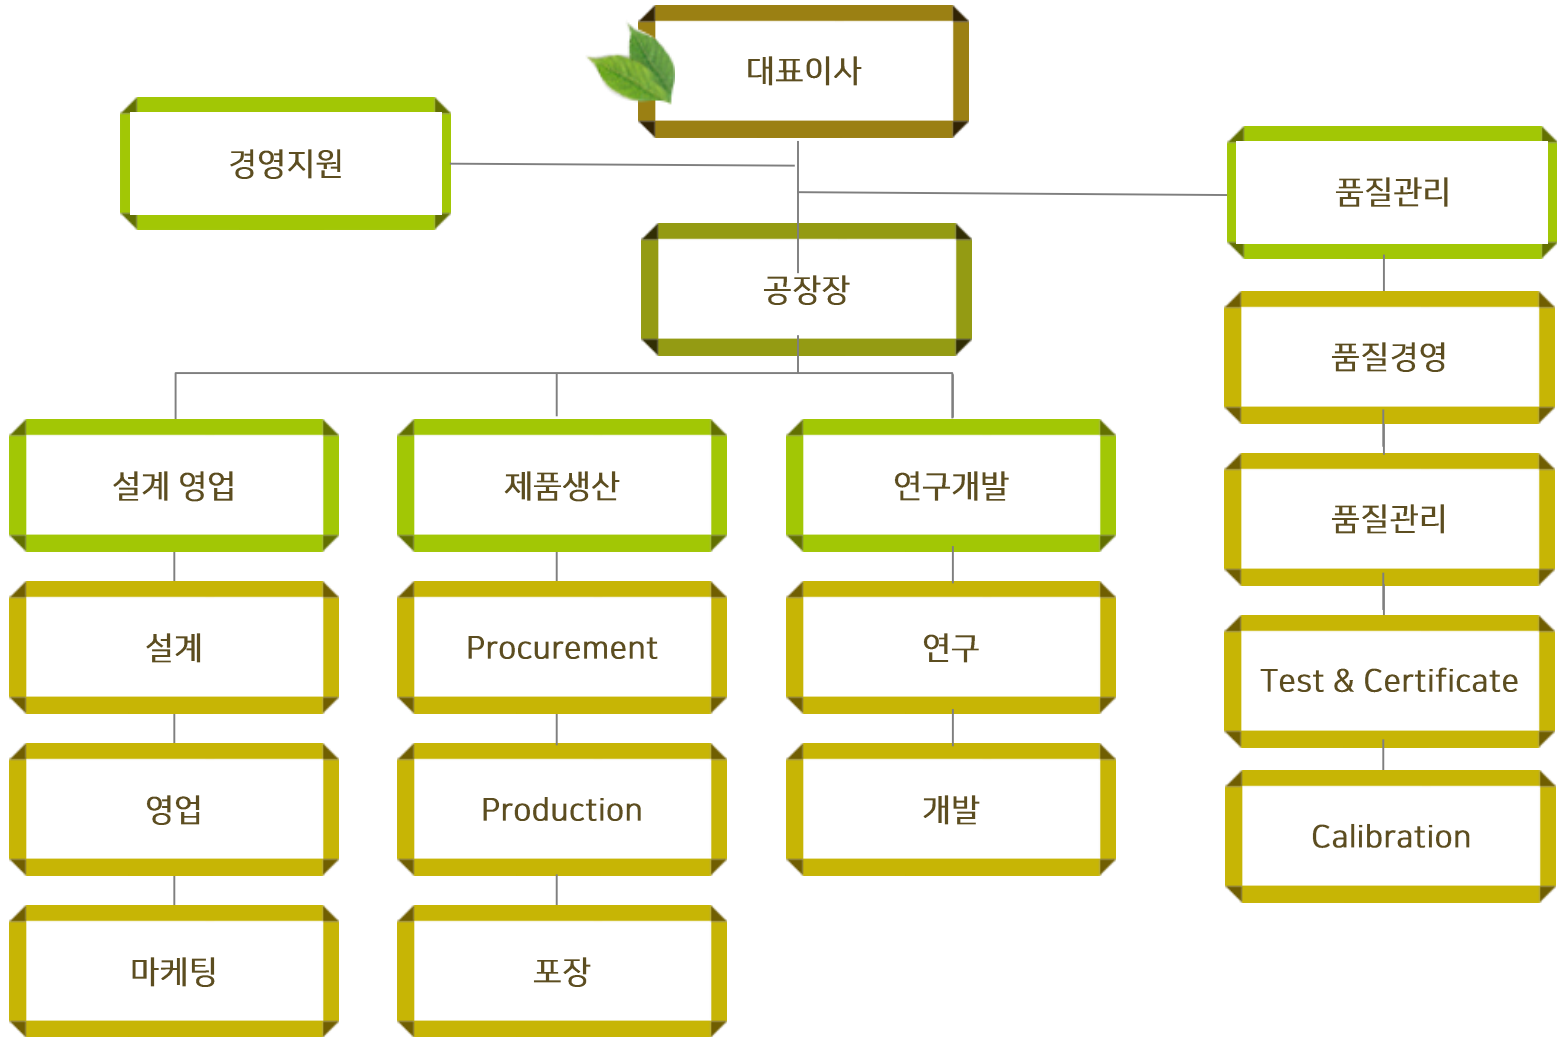 대표이사
경영지원
품질관리
공장장
품질경영
설계 영업
제품생산
연구개발
품질관리
설계
Procurement
연구
Test & Certificate
영업
Production
개발
Calibration
마케팅
포장